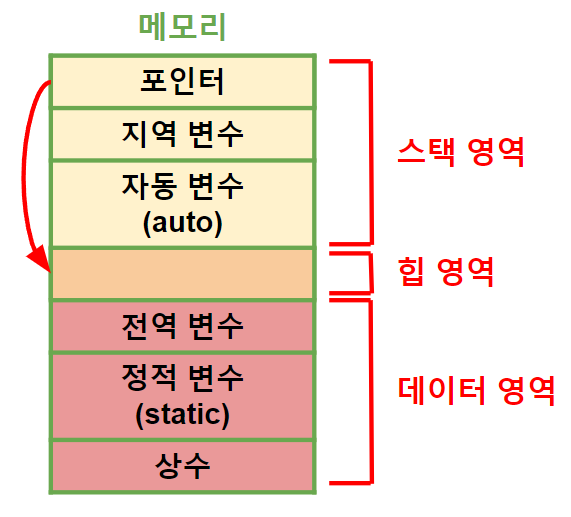 메모리
포인터
지역 변수
자동 변수
(auto)
스택 영역
힙 영역
전역 변수
정적 변수
(static)
상수
데이터 영역